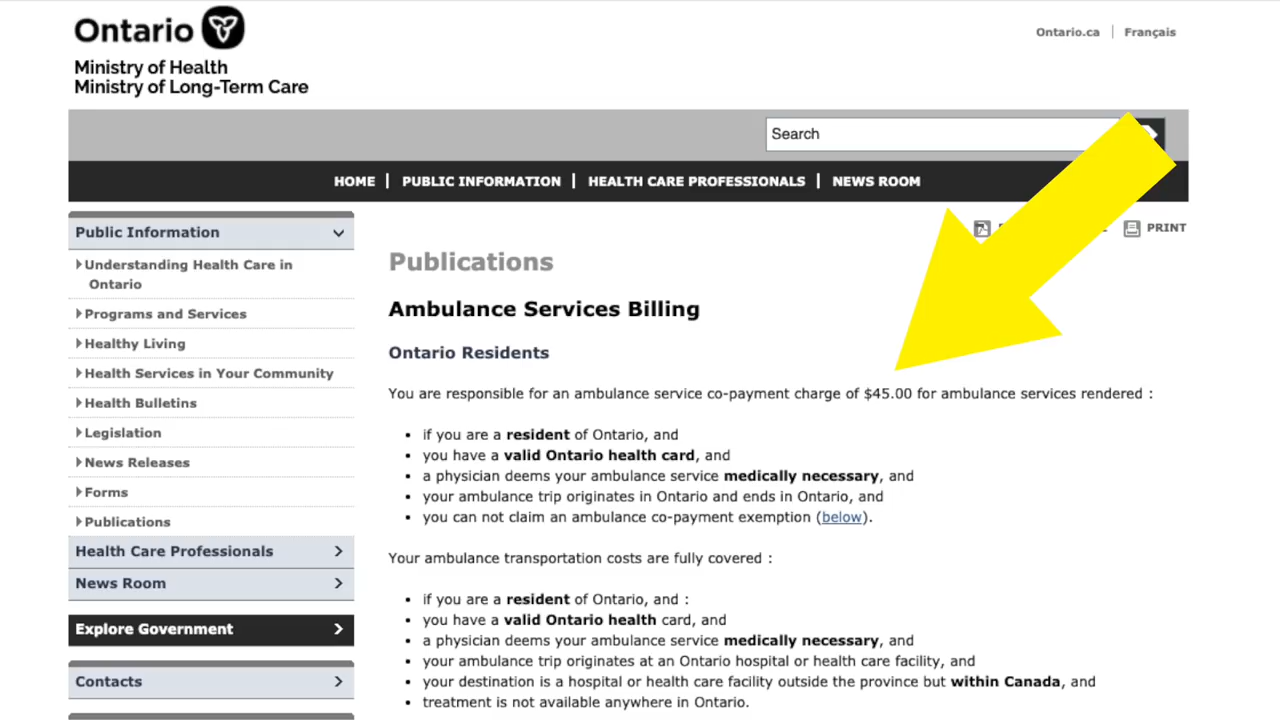 Ontario
Ministry of Health
Ministry of Long-Term Care
Ontario.ca | Français
Search
HOME | PUBLIC INFORMATION | HEALTH CARE PROFESSIONALS | NEWS ROOM
Public Information
Understanding Health Care in
Ontario
Programs and Services
Healthy Living
Health Services in Your Community
Health Bulletins
Legislation
News Releases
Forms
Publications
Health Care Professionals
News Room
Explore Government
Contacts
PRINT
Publications
Ambulance Services Billing
Ontario Residents
You are responsible for an ambulance service co-payment charge of $45.00 for ambulance services rendered :
• if you are a resident of Ontario, and
• you have a valid Ontario health card, and
• a physician deems your ambulance service medically necessary, and
• your ambulance trip originates in Ontario and ends in Ontario, and
• you can not claim an ambulance co-payment exemption (below).
Your ambulance transportation costs are fully covered :
• if you are a resident of Ontario, and :
• you have a valid Ontario health card, and
• a physician deems your ambulance service medically necessary, and
• your ambulance trip originates at an Ontario hospital or health care facility, and
• your destination is a hospital or health care facility outside the province but within Canada, and
• treatment is not available anywhere in Ontario.